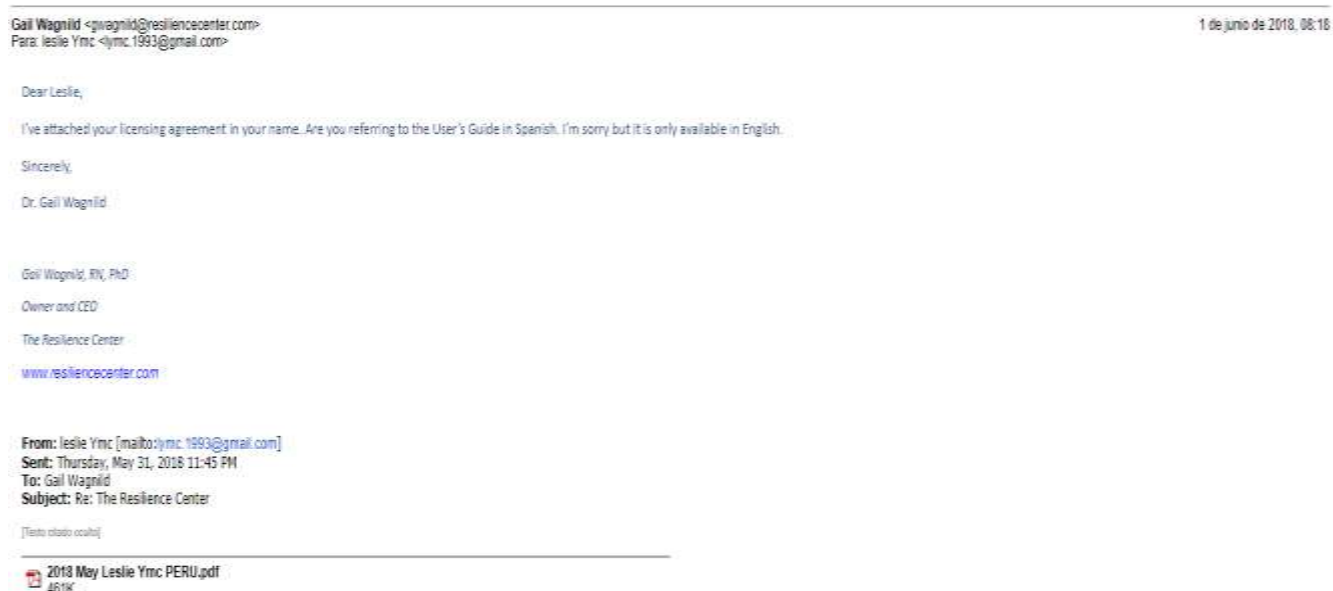 Gail Wagnild <gwagnild@resiliencecenter.com>
1 de junio de 2018, 08:18
Para: leslie Ymc <lymc.1993@gmail.com>
Dear Leslie,
I've attached your licensing agreement in your name. Are you referring to the User's Guide in Spanish. I'm sorry but it is only available in English.
Sincerely,
Dr. Gail Wagnild
Gail Wagnild, RN, PhD
Owner and CEO
The Resilience Center
www.resiliencecenter.com
From: leslie Ymc [mailto:lymc.1993@gmail.com]
Sent: Thursday, May 31, 2018 11:45 PM
To: Gail Wagnild
Subject: Re: The Resilience Center
[Texto citado oculto]
2018 May Leslie Ymc PERU.pdf
461K